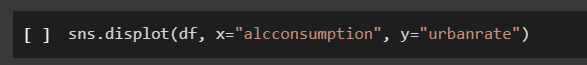 [ ] sns.displot(df, x="alcconsumption", y="urbanrate")